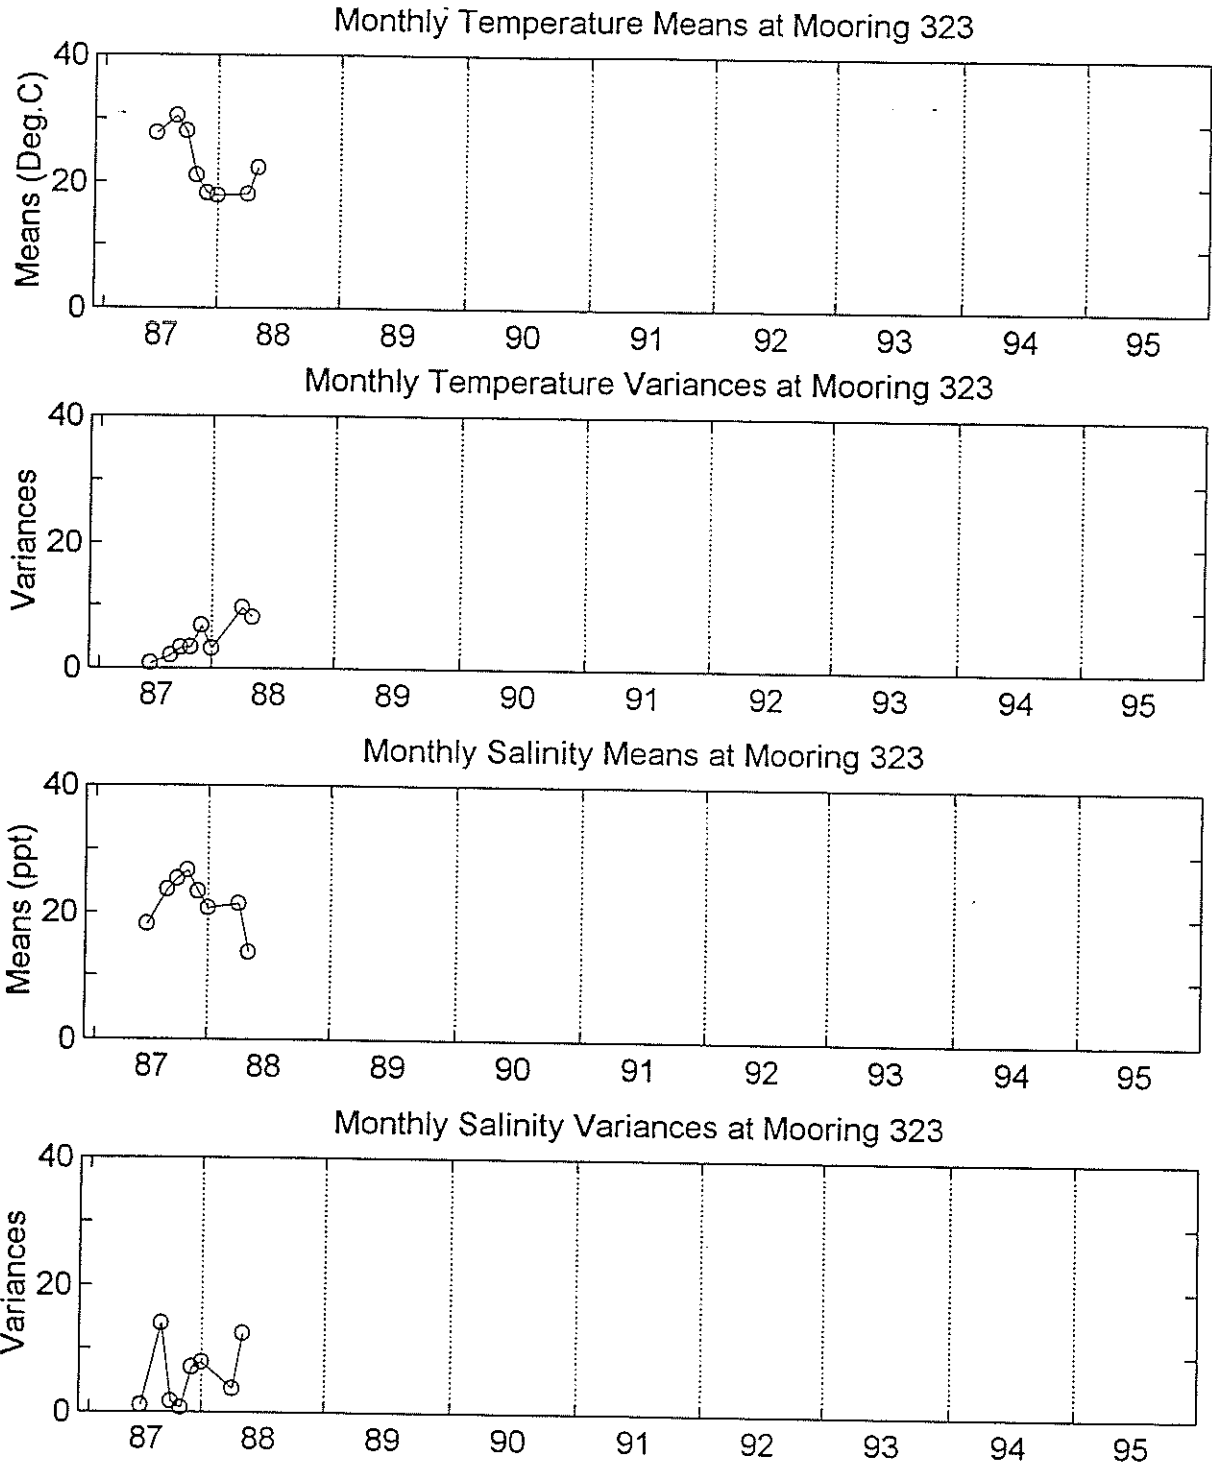 Monthly Temperature Means at Mooring 323
40
20
0
Means (Deg.C)
87 88 89 90 91 92 93 94 95
Monthly Temperature Variances at Mooring 323
40
20
0
Variances
87 88 89 90 91 92 93 94 95
Monthly Salinity Means at Mooring 323
40
20
0
Means (ppt)
87 88 89 90 91 92 93 94 95
Monthly Salinity Variances at Mooring 323
40
20
0
Variances
87 88 89 90 91 92 93 94 95